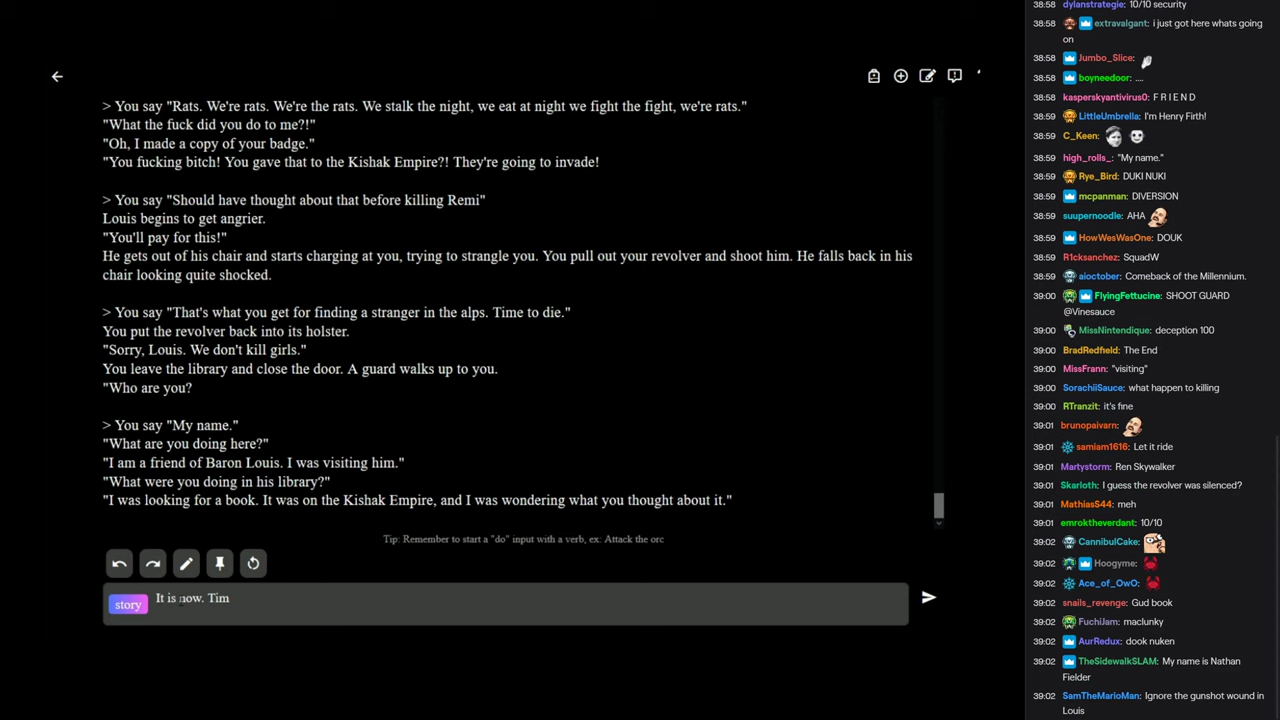 > You say "Rats. We're rats. We're the rats. We stalk the night, we eat at night we fight the fight, we're rats."
"What the fuck did you do to me?!"
"Oh, I made a copy of your badge."
"You fucking bitch! You gave that to the Kishak Empire?! They're going to invade!
> You say "Should have thought about that before killing Remi"
Louis begins to get angrier.
"You'll pay for this!"
He gets out of his chair and starts charging at you, trying to strangle you. You pull out your revolver and shoot him. He falls back in his
chair looking quite shocked.
> You say "That's what you get for finding a stranger in the alps. Time to die."
You put the revolver back into its holster.
"Sorry, Louis. We don't kill girls."
You leave the library and close the door. A guard walks up to you.
"Who are you?
> You say "My name."
"What are you doing here?"
"I am a friend of Baron Louis. I was visiting him."
"What were you doing in his library?"
"I was looking for a book. It was on the Kishak Empire, and I was wondering what you thought about it."
Tip: Remember to start a "do" input with a verb, ex: Attack the orc
story It is now. Tim
38:58 dylanstrategie: 10/10 security
38:58 extravalgant: i just got here whats going
on
38:58 Jumbo_Slice:
38:58 boyneedoor: ....
38:58 kasperskyantivirus0: F R I E N D
38:59 LittleUmbrella: I'm Henry Firth!
38:59 C_Keen:
38:59 high_rolls_: "My name."
38:59 Rye_Bird: DUKI NUKI
38:59 mcpanman: DIVERSION
38:59 suupernoodle: AHA
38:59 HowWesWasOne: DOUK
38:59 R1cksanchez: SquadW
38:59 aioctober: Comeback of the Millennium.
39:00 FlyingFettucine: SHOOT GUARD
@Vinesauce
39:00 MissNintendique: deception 100
39:00 BradRedfield: The End
39:00 MissFrann: "visiting"
39:00 SorachiiSauce: what happen to killing
39:00 RTranzit: it's fine
39:01 brunopaivarn:
39:01 samiam1616: Let it ride
39:01 Martystorm: Ren Skywalker
39:01 Skarloth: I guess the revolver was silenced?
39:01 MathiasS44: meh
39:01 emroktheverdant: 10/10
39:02 CannibulCake:
39:02 Hoogyme:
39:02 Ace_of_OwO:
39:02 snails_revenge: Gud book
39:02 FuchiJam: maclunky
39:02 AurRedux: dook nuken
39:02 TheSidewalkSLAM: My name is Nathan
Fielder
39:02 SamTheMarioMan: Ignore the gunshot wound in
Louis